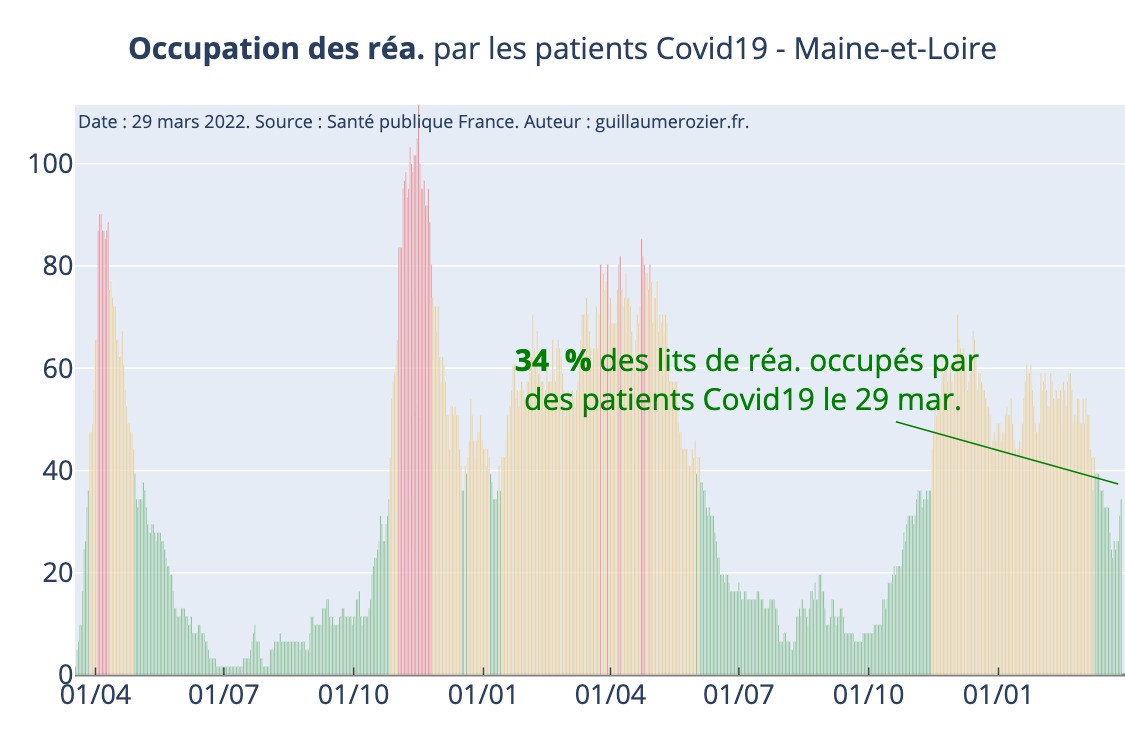 Occupation des réa. par les patients Covid19 - Maine-et-Loire
Date : 29 mars 2022. Source : Santé publique France. Auteur : guillaumerozier.fr.
100
80
60
40
20
0
34 % des lits de réa. occupés par
des patients Covid19 le 29 mar.
01/04 01/07 01/10 01/01 01/04 01/07 01/10 01/01